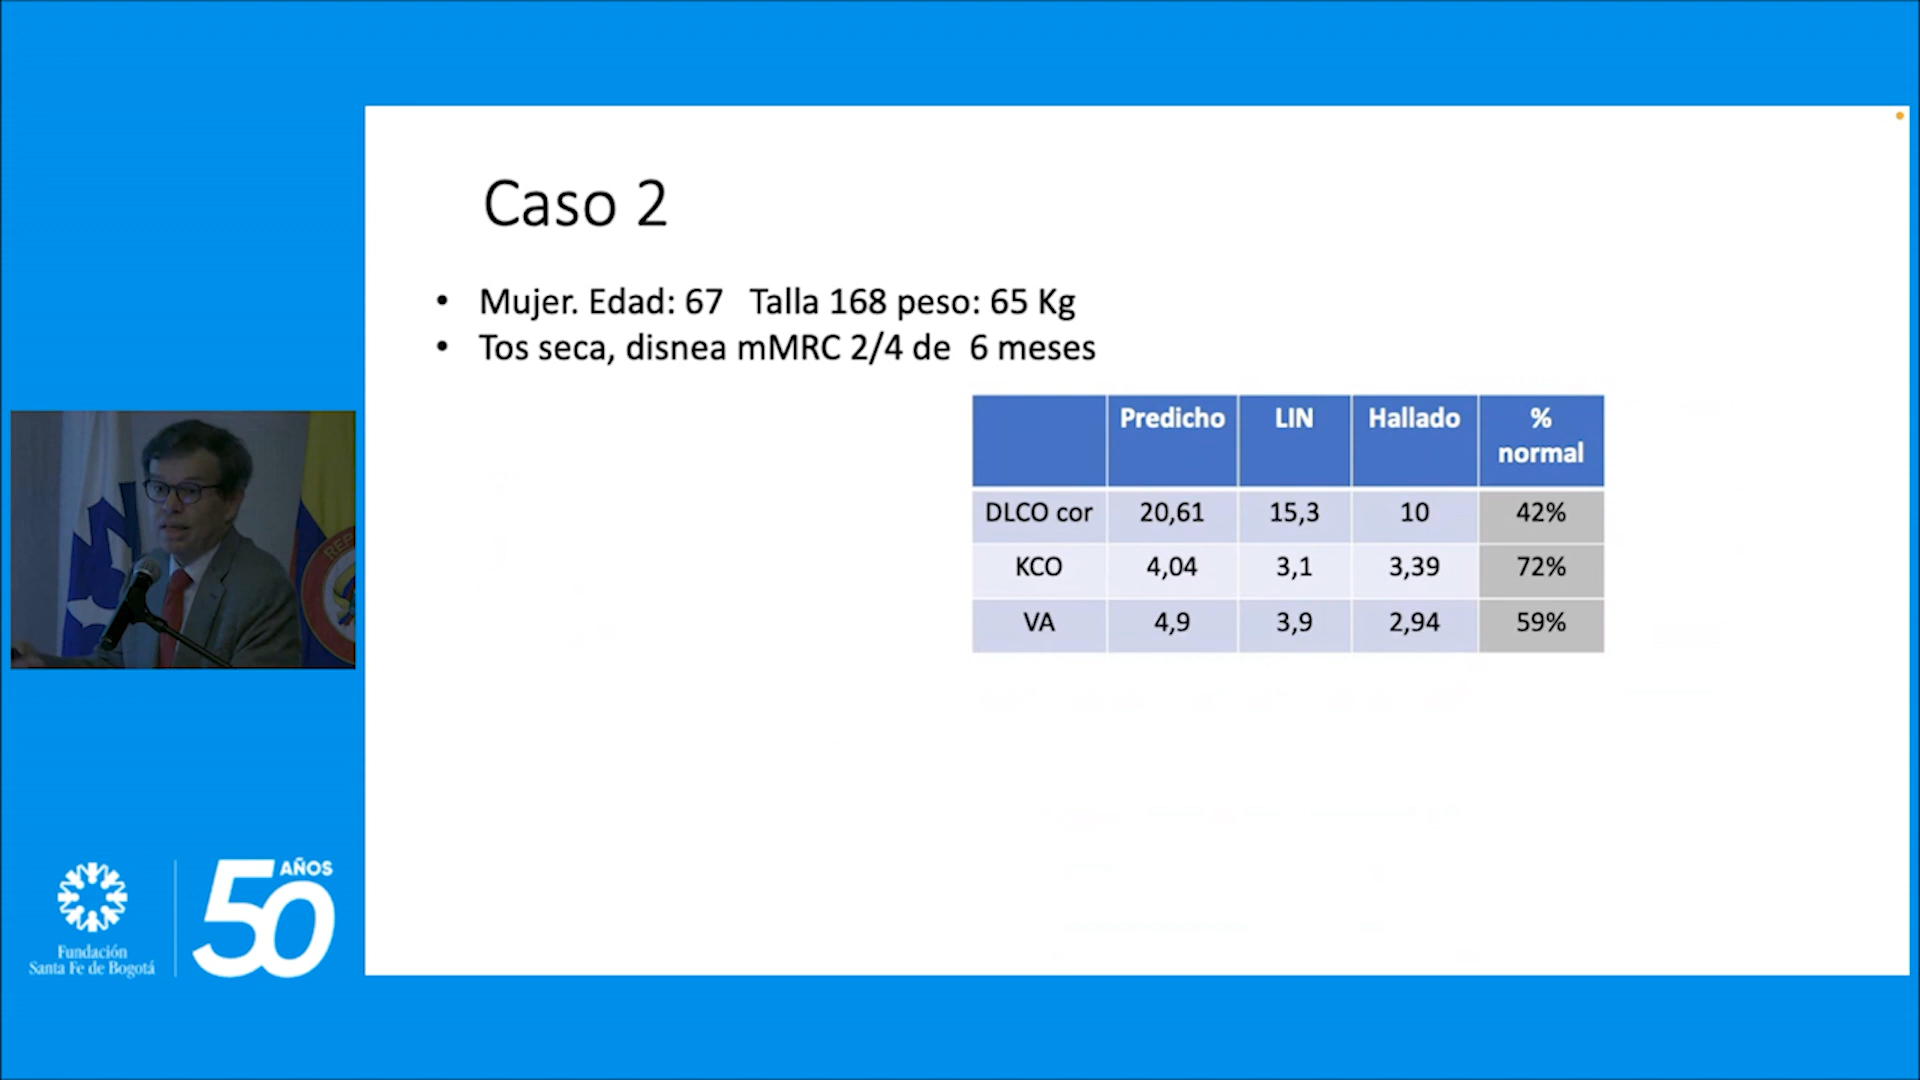 Caso 2
• Mujer. Edad: 67 Talla 168 peso: 65 Kg
• Tos seca, disnea mMRC 2/4 de 6 meses
Predicho LIN Hallado % normal
DLCO cor 20,61 15,3 10 42%
KCO 4,04 3,1 3,39 72%
VA 4,9 3,9 2,94 59%
REP
Fundación
Santa Fe de Bogotá
50 AÑOS